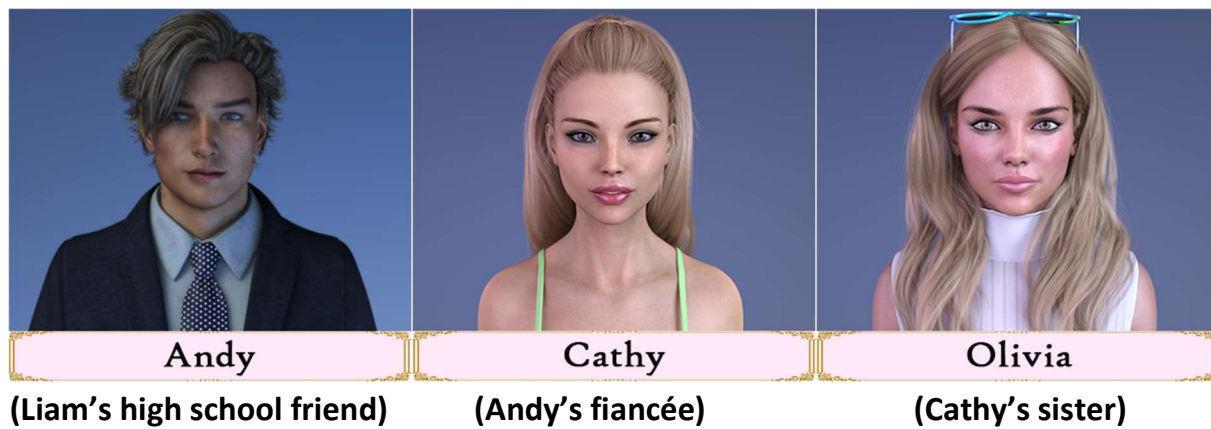 Andy Cathy Olivia
(Liam’s high school friend) (Andy’s fiancée) (Cathy’s sister)